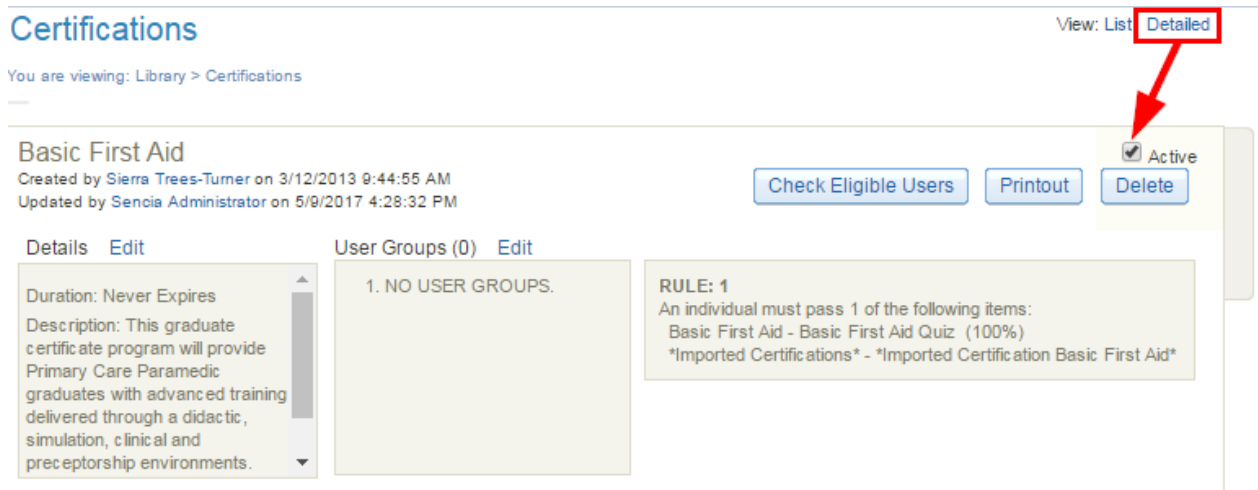 Certifications
View: List Detailed
You are viewing: Library > Certifications
Basic First Aid
Active
Created by Sierra Trees-Turner on 3/12/2013 9:44:55 AM
Check Eligible Users Printout Delete
Updated by Sencia Administrator on 5/9/2017 4:28:32 PM
Details Edit
User Groups (0) Edit
Duration: Never Expires
Description: This graduate
certificate program will provide
Primary Care Paramedic
graduates with advanced training
delivered through a didactic,
simulation, clinical and
preceptorship environments.
1. NO USER GROUPS.
RULE: 1
An individual must pass 1 of the following items:
Basic First Aid - Basic First Aid Quiz (100%)
*Imported Certifications* - *Imported Certification Basic First Aid*